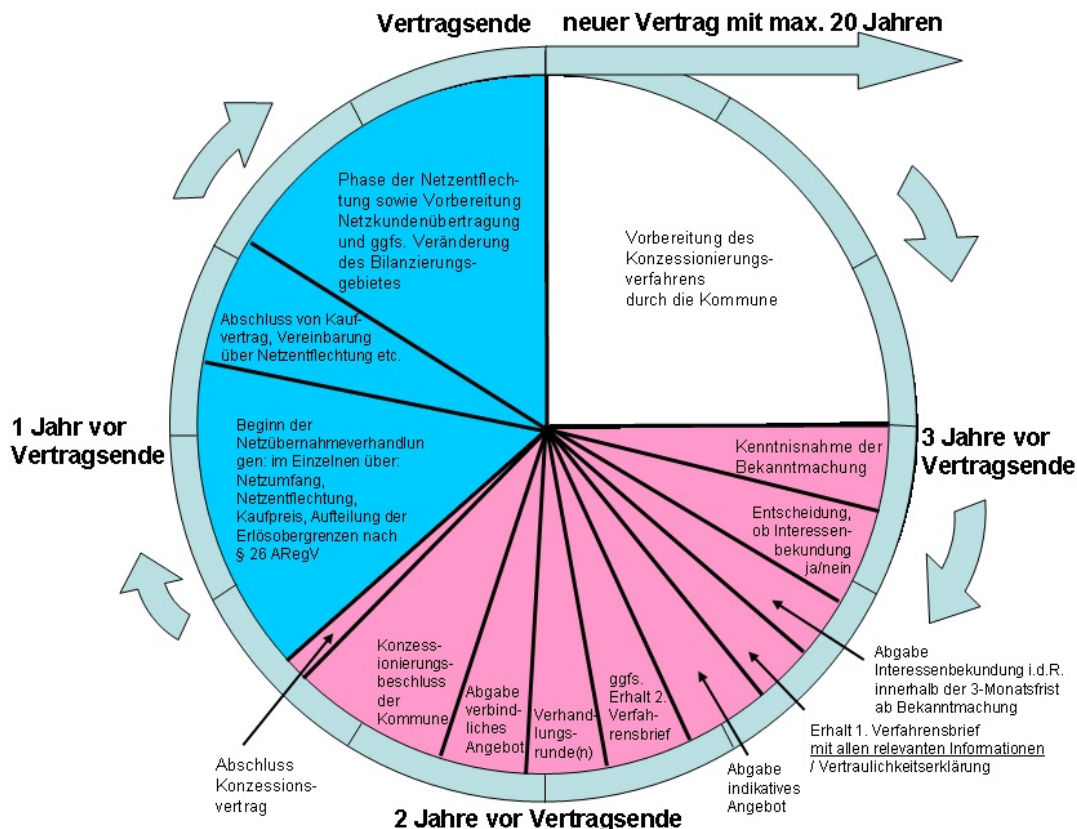 Vertragsende
neuer Vertrag mit max. 20 Jahren
Vorbereitung des
Konzessionierungs-
verfahrens
durch die Kommune
3 Jahre vor
Vertragsende
Kenntnisnahme der
Bekanntmachung
Entscheidung,
ob Interessen-
bekundung
ja/nein
Abgabe
Interessenbekundung i.d.R.
innerhalb der 3-Monatsfrist
ab Bekanntmachung
Erhalt 1. Verfahrensbrief
mit allen relevanten Informationen
/ Vertraulichkeitserklärung
Abgabe
indikatives
Angebot
ggfs.
Erhalt 2.
Verfah-
rensbrief
Verhand-
lungs-
runde(n)
2 Jahre vor Vertragsende
Abgabe
verbind-
liches
Angebot
Konzess-
ionierungs-
beschluss
der
Kommune
Abschluss
Konzessions-
vertrag
Beginn der
Netzübernahmeverhandlun
gen: im Einzelnen über:
Netzumfang,
Netzentflechtung,
Kaufpreis, Aufteilung der
Erlösobergrenzen nach
§ 26 ARegV
1 Jahr vor
Vertragsende
Abschluss von Kauf-
vertrag, Vereinbarung
über Netzentflechtung etc.
Phase der Netzentflech-
tung sowie Vorbereitung
Netzkundenübertragung
und ggfs. Veränderung
des Bilanzierungs-
gebietes